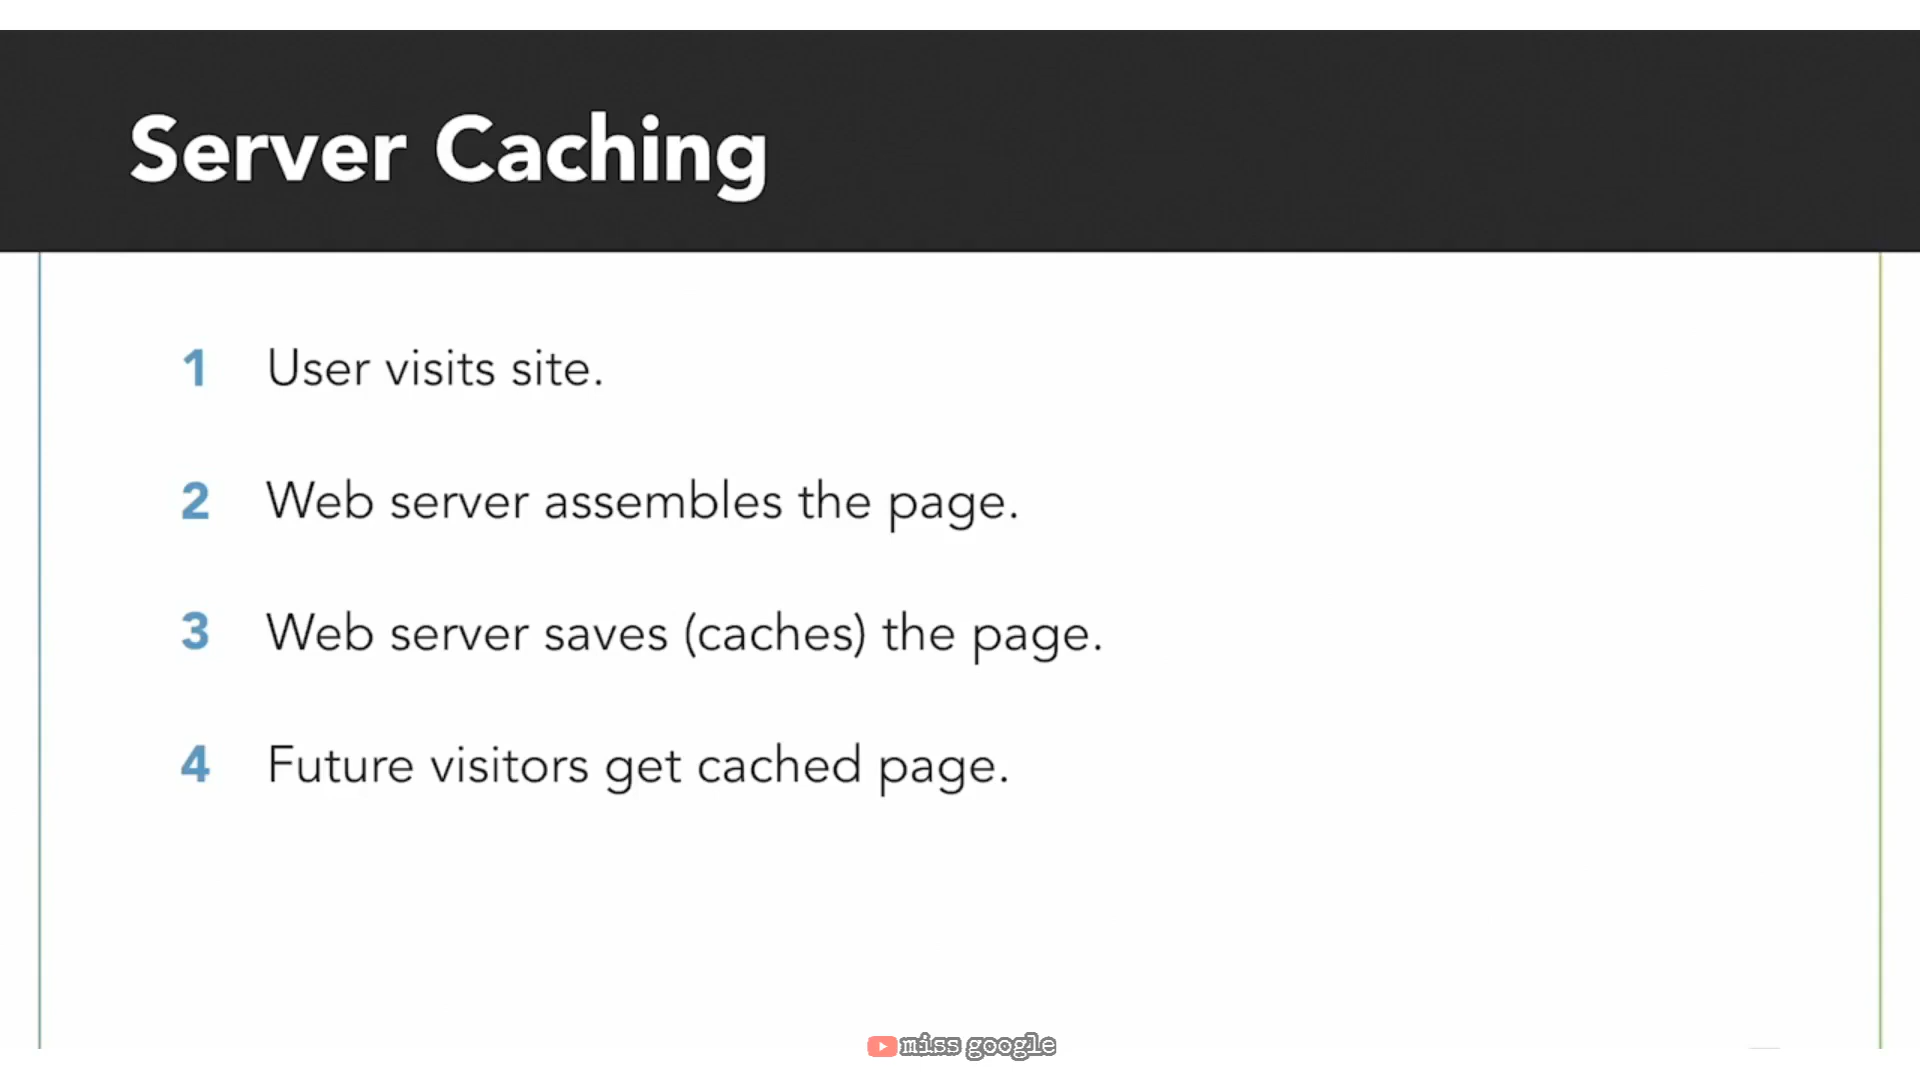 Server Caching
1 User visits site.
2 Web server assembles the page.
3 Web server saves (caches) the page.
4 Future visitors get cached page.
miss google